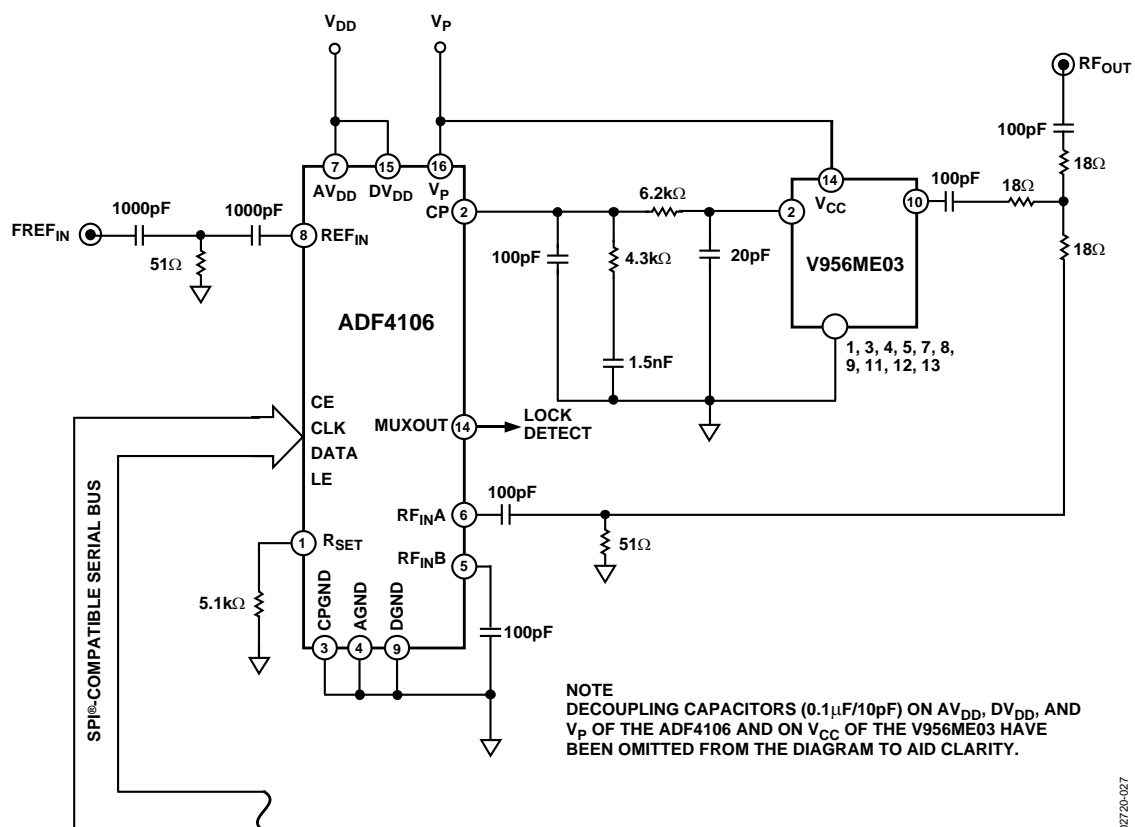 VDD
VP
RFOUT
100pF
18Ω
7
15
16
AVDD
DVDD
VP
14
VCC
100pF
18Ω
1000pF
1000pF
CP
2
6.2kΩ
2
10
FREFIN
8
REFIN
18Ω
51Ω
100pF
4.3kΩ
20pF
V956ME03
ADF4106
1.5nF
1, 3, 4, 5, 7, 8,
9, 11, 12, 13
CE
CLK
DATA
LE
MUXOUT
14
LOCK
DETECT
SPI®-COMPATIBLE SERIAL BUS
100pF
RFINA
6
51Ω
1
RSET
RFINB
5
5.1kΩ
CPGND
AGND
DGND
100pF
3
4
9
NOTE
DECOUPLING CAPACITORS (0.1µF/10pF) ON AVDD, DVDD, AND
VP OF THE ADF4106 AND ON VCC OF THE V956ME03 HAVE
BEEN OMITTED FROM THE DIAGRAM TO AID CLARITY.
02720-027